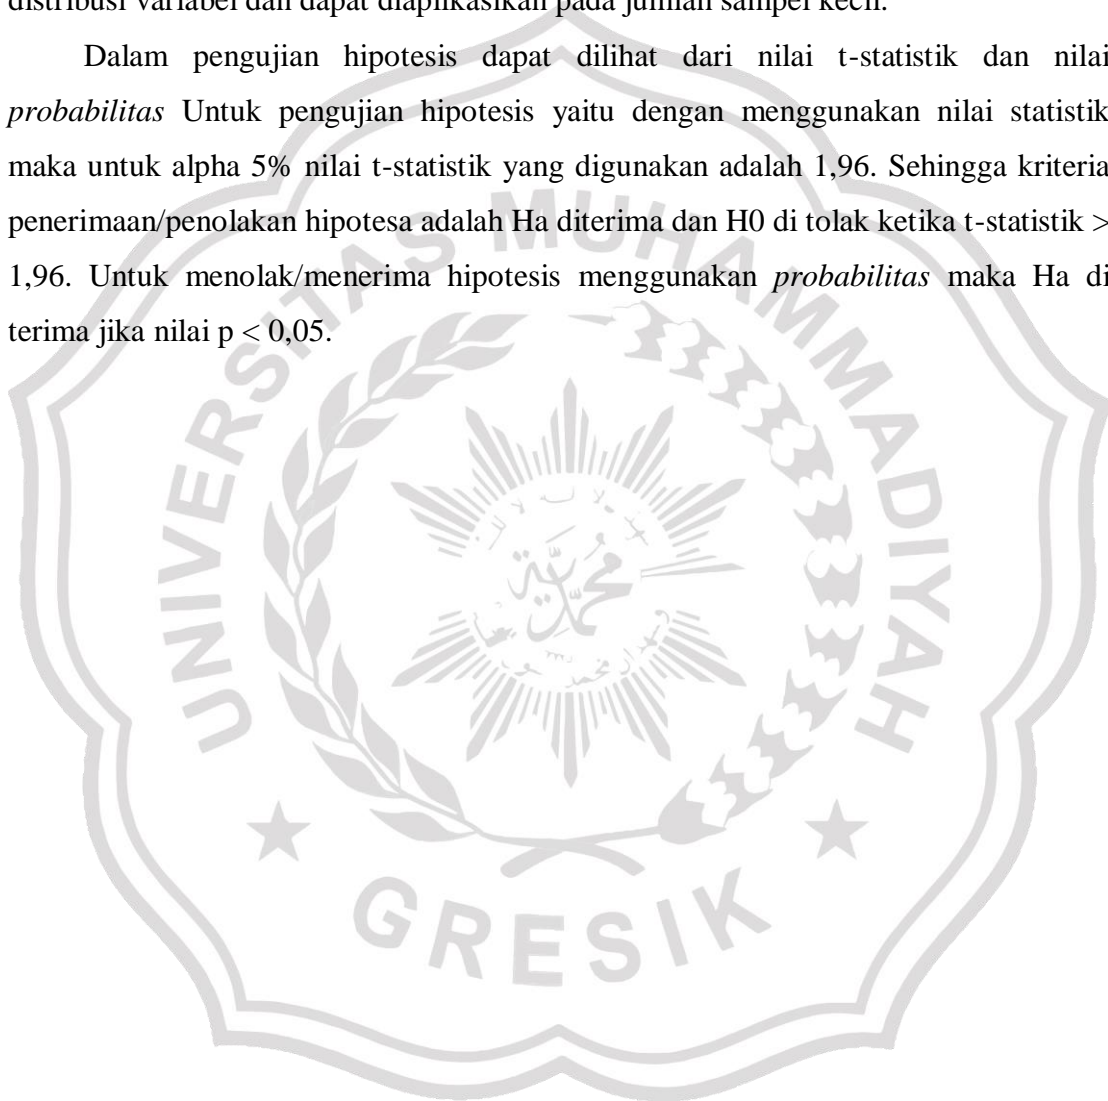 distribusi variabel dan dapat diaplikasikan pada jumlah sampel kecil.
Dalam pengujian hipotesis dapat dilihat dari nilai t-statistik dan nilai
probabilitas Untuk pengujian hipotesis yaitu dengan menggunakan nilai statistik
maka untuk alpha 5% nilai t-statistik yang digunakan adalah 1,96. Sehingga kriteria
penerimaan/penolakan hipotesa adalah Ha diterima dan H0 di tolak ketika t-statistik >
1,96. Untuk menolak/menerima hipotesis menggunakan probabilitas maka Ha di
terima jika nilai p < 0,05.
UNIVERSITAS MUHAMMADIYAH
محمدية
GRESIK